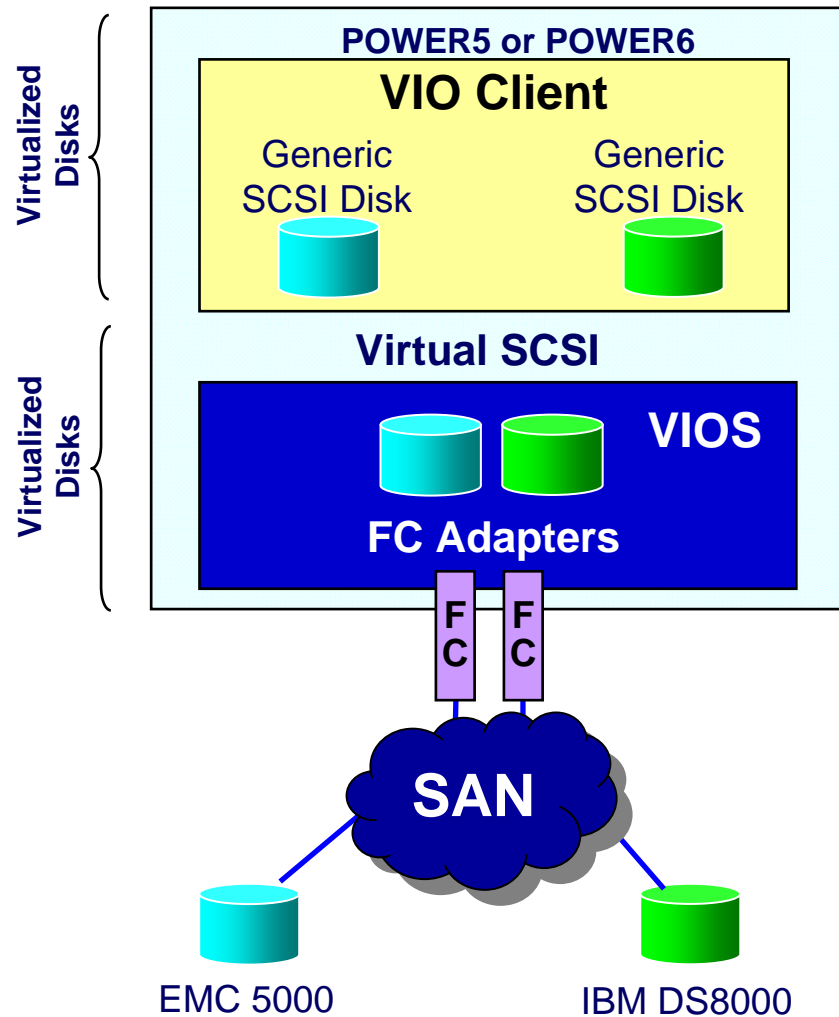 POWER5 or POWER6
Virtualized
Disks
VIO Client
Generic
SCSI Disk
Generic
SCSI Disk
Virtual SCSI
Virtualized
Disks
VIOS
FC Adapters
F
C
F
C
SAN
EMC 5000
IBM DS8000